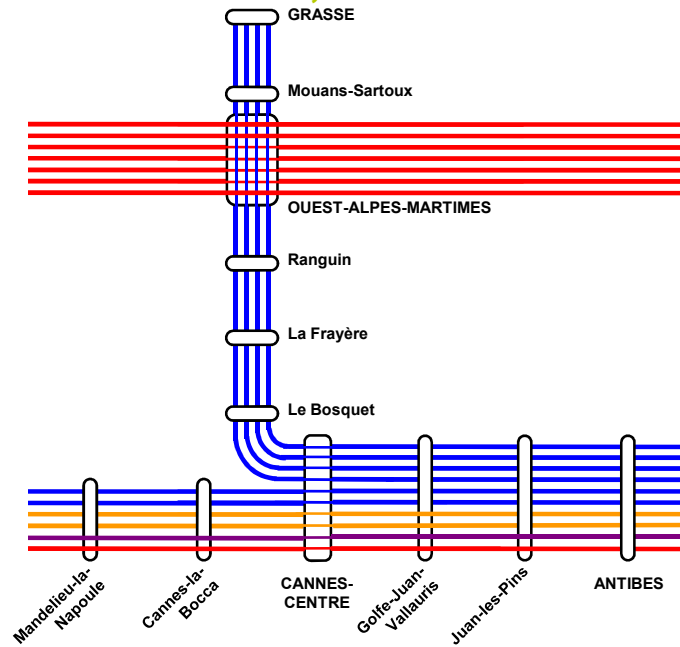 GRASSE
Mouans-Sartoux
OUEST-ALPES-MARTIMES
Ranguin
La Frayère
Le Bosquet
Mandelieu-la-
Napoule
Cannes-la-
Bocca
CANNES-
CENTRE
Golfe-Juan-
Vallauris
Juan-les-Pins
ANTIBES